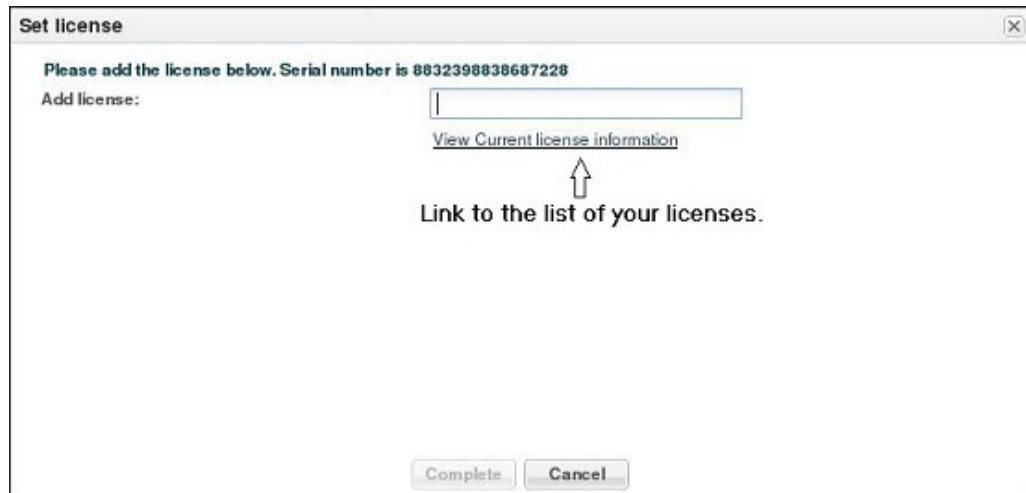 Set license
Please add the license below. Serial number is 8832398838687228
Add license:
View Current license information
Link to the list of your licenses.
Complete Cancel